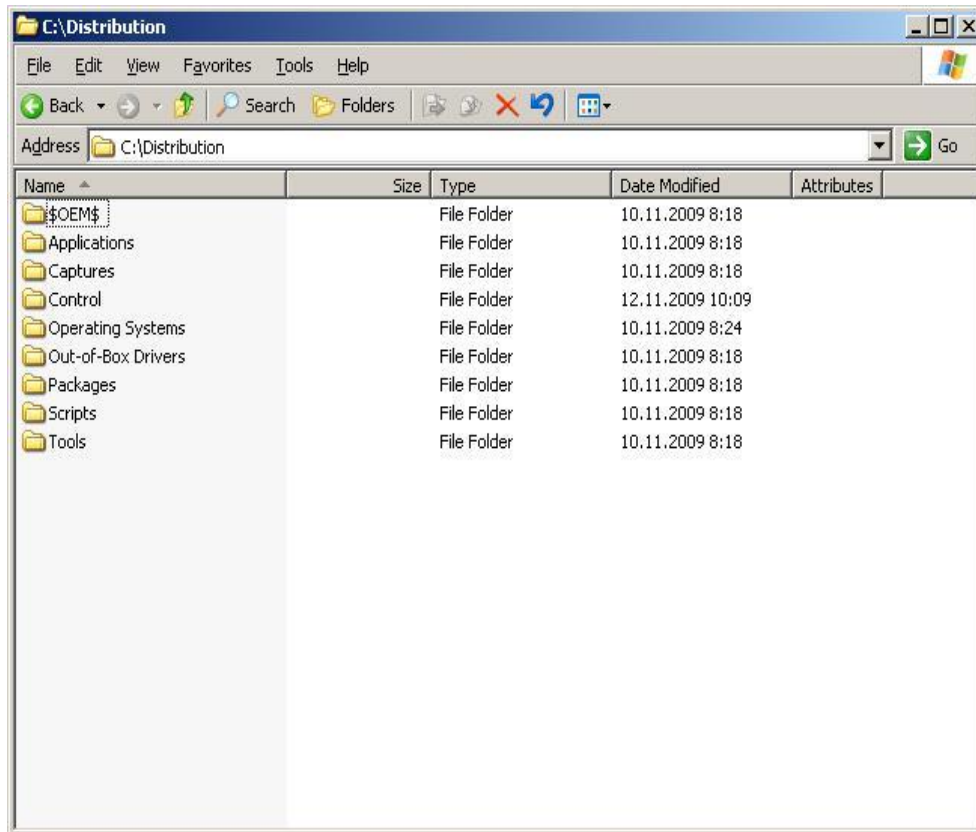 C:\Distribution
File Edit View Favorites Tools Help
Back Search Folders
Address C:\Distribution Go
Name Size Type Date Modified Attributes
$OEM$ File Folder 10.11.2009 8:18
Applications File Folder 10.11.2009 8:18
Captures File Folder 10.11.2009 8:18
Control File Folder 12.11.2009 10:09
Operating Systems File Folder 10.11.2009 8:24
Out-of-Box Drivers File Folder 10.11.2009 8:18
Packages File Folder 10.11.2009 8:18
Scripts File Folder 10.11.2009 8:18
Tools File Folder 10.11.2009 8:18